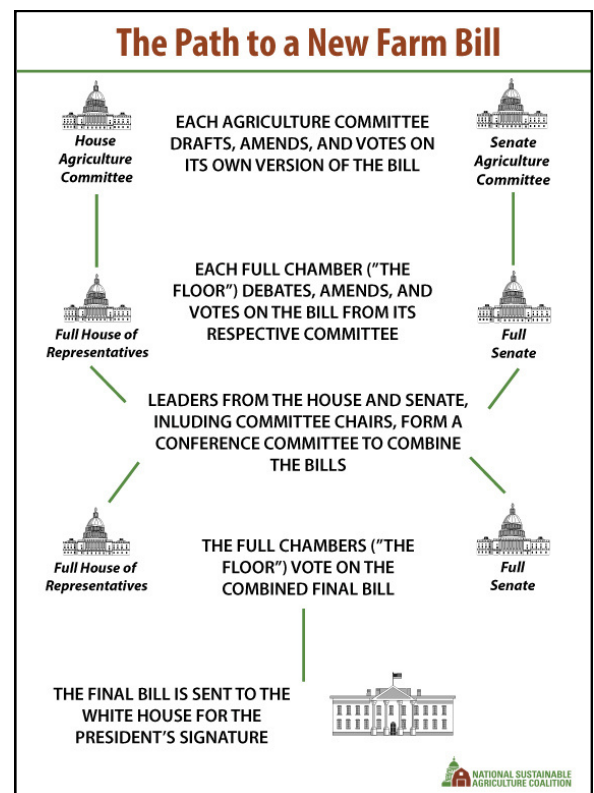 The Path to a New Farm Bill
House
Agriculture
Committee
EACH AGRICULTURE COMMITTEE
DRAFTS, AMENDS, AND VOTES ON
ITS OWN VERSION OF THE BILL
Senate
Agriculture
Committee
Full House of
Representatives
EACH FULL CHAMBER ("THE
FLOOR") DEBATES, AMENDS, AND
VOTES ON THE BILL FROM ITS
RESPECTIVE COMMITTEE
Full
Senate
LEADERS FROM THE HOUSE AND SENATE,
INLUDING COMMITTEE CHAIRS, FORM A
CONFERENCE COMMITTEE TO COMBINE
THE BILLS
Full House of
Representatives
THE FULL CHAMBERS ("THE
FLOOR") VOTE ON THE
COMBINED FINAL BILL
Full
Senate
THE FINAL BILL IS SENT TO THE
WHITE HOUSE FOR THE
PRESIDENT'S SIGNATURE
NATIONAL SUSTAINABLE
AGRICULTURE COALITION